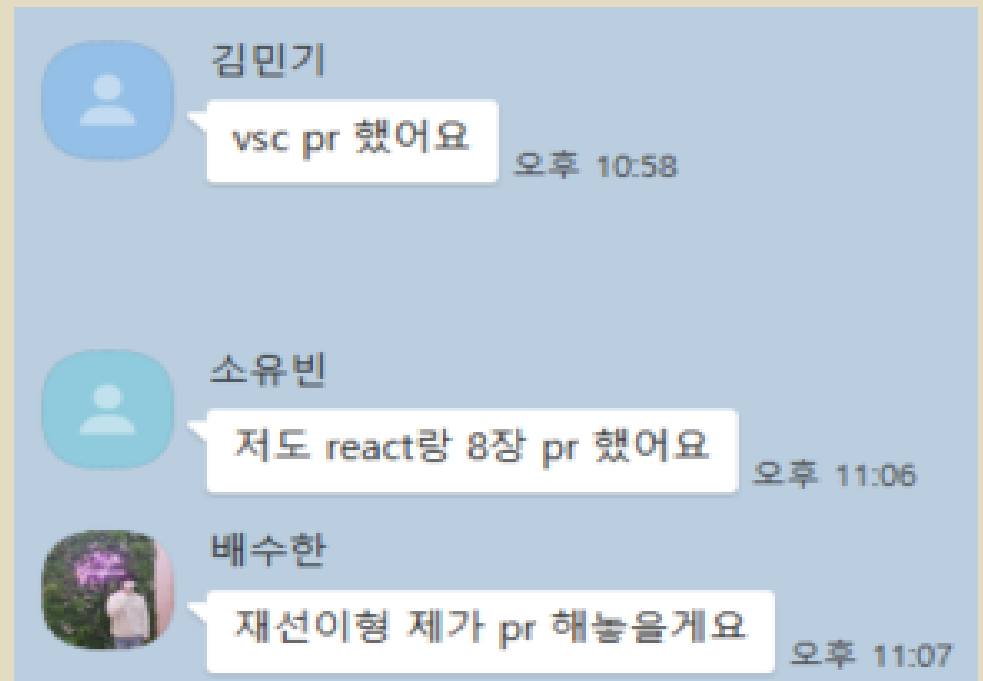 김민기
vsc pr 했어요
오후 10:58
소유빈
저도 react랑 8장 pr 했어요
오후 11:06
배수한
재선이형 제가 pr 해놓을게요
오후 11:07